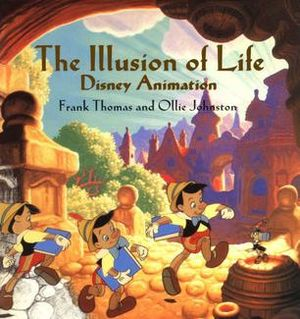 The Illusion of Life
Disney Animation
Frank Thomas and Ollie Johnston